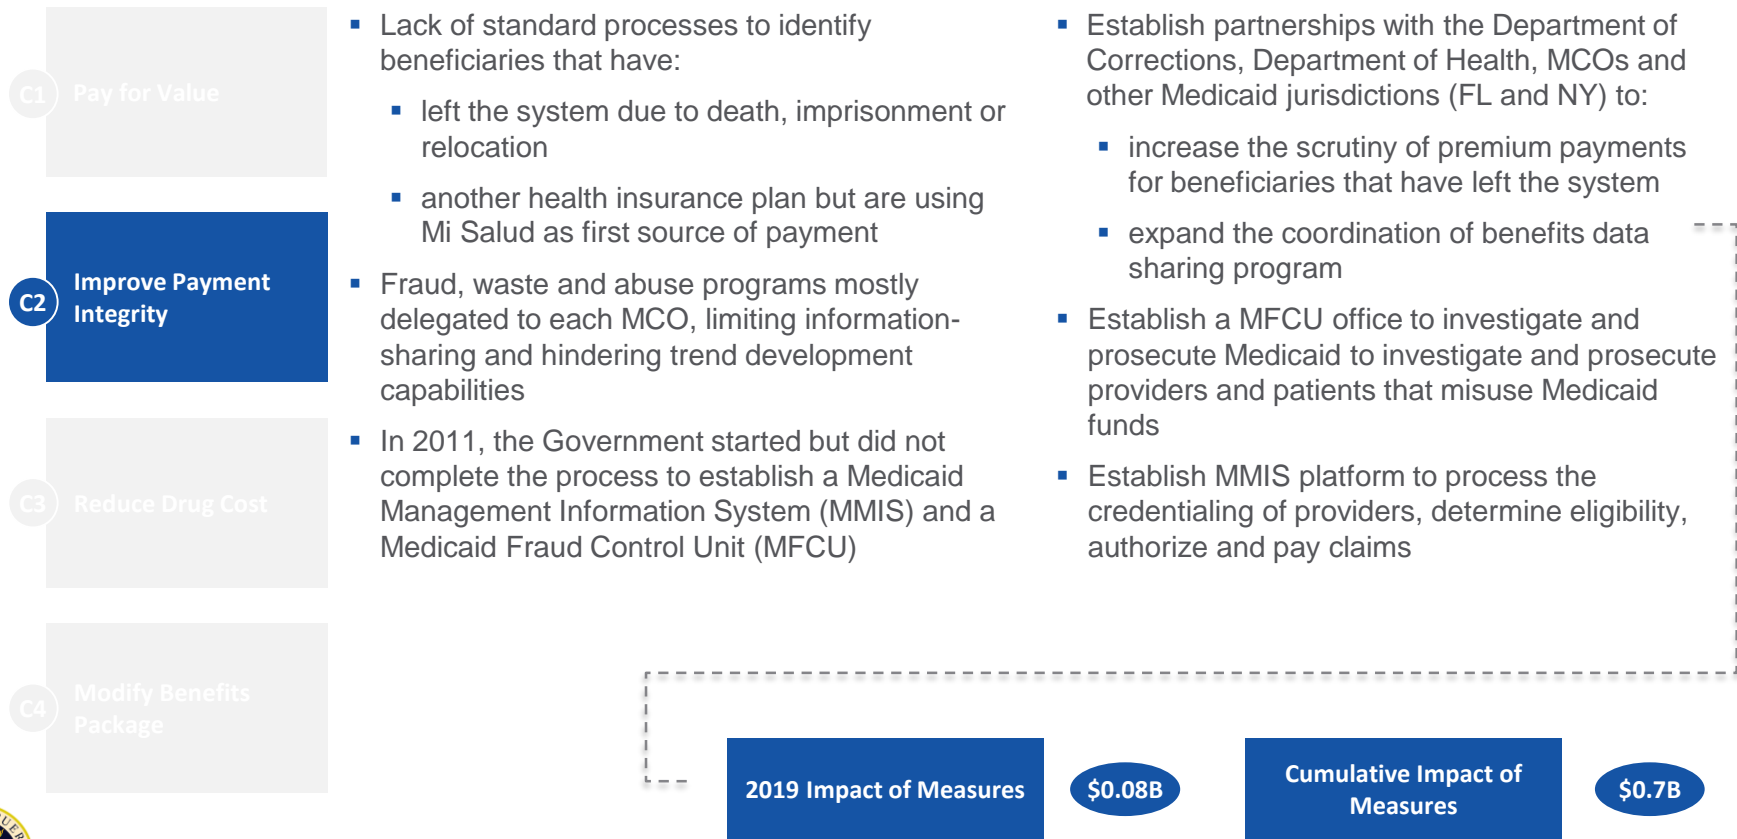 C1
Pay for Value
C2
Improve Payment
Integrity
C3
Reduce Drug Cost
C4
Modify Benefits
Package
Lack of standard processes to identify
beneficiaries that have:
left the system due to death, imprisonment or
relocation
another health insurance plan but are using
Mi Salud as first source of payment
Fraud, waste and abuse programs mostly
delegated to each MCO, limiting information-
sharing and hindering trend development
capabilities
In 2011, the Government started but did not
complete the process to establish a Medicaid
Management Information System (MMIS) and a
Medicaid Fraud Control Unit (MFCU)
Establish partnerships with the Department of
Corrections, Department of Health, MCOs and
other Medicaid jurisdictions (FL and NY) to:
increase the scrutiny of premium payments
for beneficiaries that have left the system
expand the coordination of benefits data
sharing program
Establish a MFCU office to investigate and
prosecute Medicaid to investigate and prosecute
providers and patients that misuse Medicaid
funds
Establish MMIS platform to process the
credentialing of providers, determine eligibility,
authorize and pay claims
2019 Impact of Measures
$0.08B
Cumulative Impact of
Measures
$0.7B